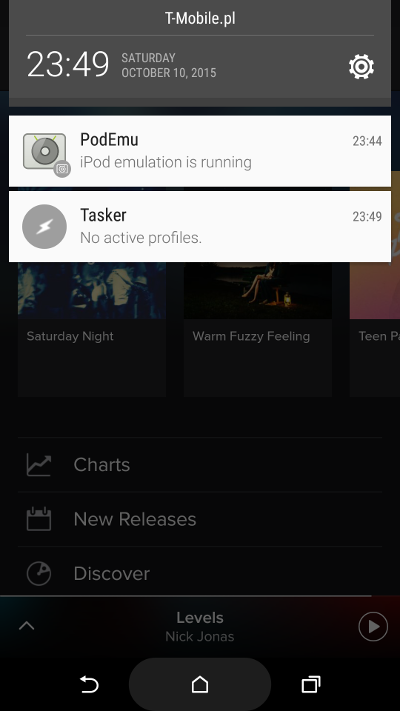 T-Mobile.pl
23:49
SATURDAY
OCTOBER 10, 2015
PodEmu 23:44
iPod emulation is running
Tasker 23:49
No active profiles.
Saturday Night
Warm Fuzzy Feeling
Teen
Charts
New Releases
Discover
Levels
Nick Jonas